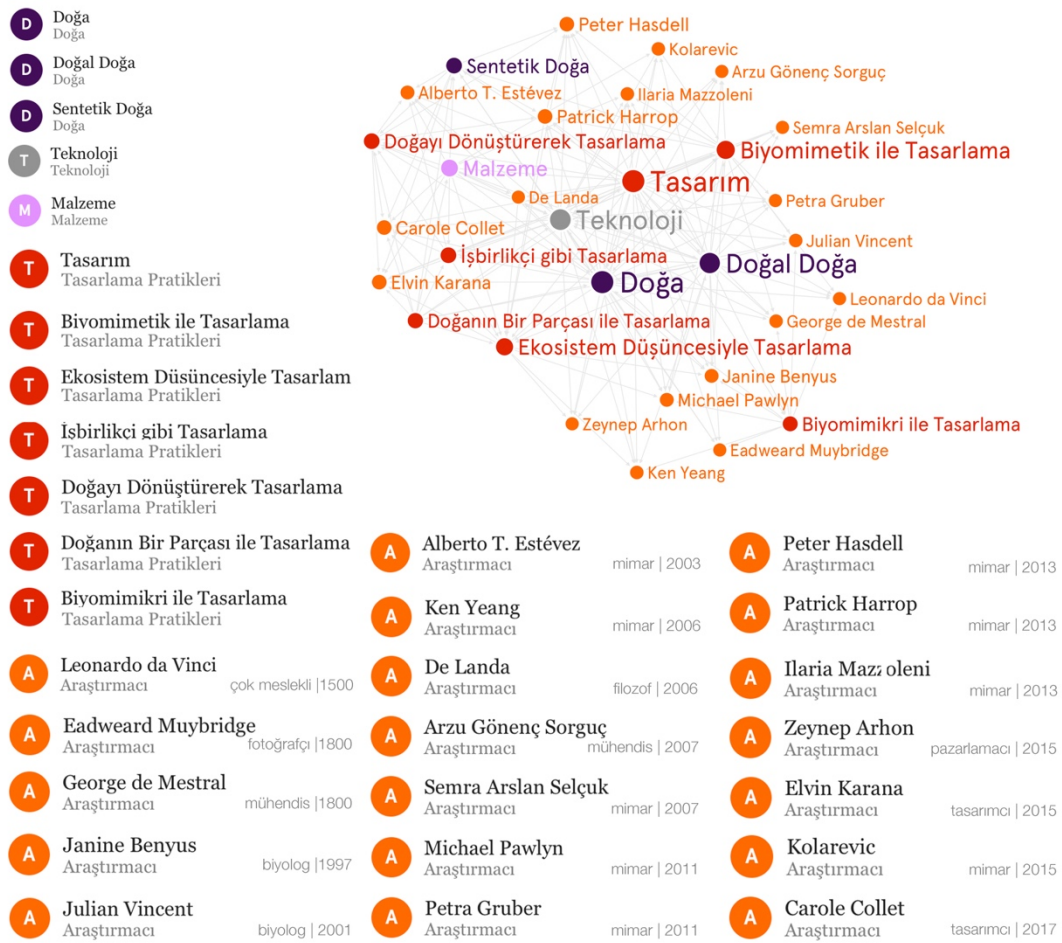 D
Doğa
Doğa
D
Doğal Doğa
Doğa
D
Sentetik Doğa
Doğa
T
Teknoloji
Teknoloji
M
Malzeme
Malzeme
T
Tasarım
Tasarlama Pratikleri
T
Bivomimetik ile Tasarlama
Tasarlama Pratikleri
T
Ekosistem Düsüncesiyle Tasarlam
Tasarlama Pratikleri
T
İşbirlikçi gibi Tasarlama
Tasarlama Pratikleri
T
Doğayı Dönüştürerek Tasarlama
Tasarlama Pratikleri
T
Doğanın Bir Parçası ile Tasarlama
Tasarlama Pratikleri
T
Biyomimikri ile Tasarlama
Tasarlama Pratikleri
A
Leonardo da Vinci
Araştırmacı çok meslekli |1500
A
Eadweard Muybridge
Araştırmacı fotoğrafçı |1800
A
George de Mestral
Araştırmacı mühendis |1800
A
Janine Benyus
Araştırmacı biyolog |1997
A
Julian Vincent
Araştırmacı biyolog | 2001
Peter Hasdell
Kolarevic
Sentetik Doğa
Arzu Gönenç Sorguç
Alberto T. Estévez
Ilaria Mazzoleni
Patrick Harrop
Semra Arslan Selçuk
Doğayı Dönüştürerek Tasarlama
Biyomimetik ile Tasarlama
Malzeme
Tasarım
De Landa
Petra Gruber
Teknoloji
Carole Collet
Julian Vincent
İşbirlikçi gibi Tasarlama
Doğal Doğa
Elvin Karana
Doğa
Leonardo da Vinci
Doğanın Bir Parçası ile Tasarlama
George de Mestral
Ekosistem Düşüncesiyle Tasarlama
Janine Benyus
Michael Pawlyn
Zeynep Arhon
Biyomimikri ile Tasarlama
Eadweard Muybridge
Ken Yeang
A
Alberto T. Estévez
Araştırmacı mimar | 2003
A
Ken Yeang
Araştırmacı mimar | 2006
A
De Landa
Araştırmacı filozof | 2006
A
Arzu Gönenç Sorguç
Araştırmacı mühendis | 2007
A
Semra Arslan Selçuk
Araştırmacı mimar | 2007
A
Michael Pawlyn
Araştırmacı mimar | 2011
A
Petra Gruber
Araştırmacı mimar | 2011
A
Peter Hasdell
Araştırmacı mimar | 2013
A
Patrick Harrop
Araştırmacı mimar | 2013
A
Ilaria Mazzoleni
Araştırmacı mimar | 2013
A
Zeynep Arhon
Araştırmacı pazarlamacı | 2015
A
Elvin Karana
Araştırmacı tasarımcı | 2015
A
Kolarevic
Araştırmacı mimar | 2015
A
Carole Collet
Araştırmacı tasarımcı | 2017